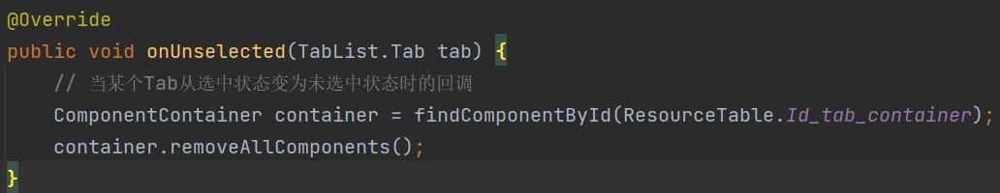 @Override
public void onUnselected(TabList.Tab tab) {
// 当某个Tab从选中状态变为未选中状态时的回调
ComponentContainer container = findComponentById(ResourceTable.Id_tab_container);
container.removeAllComponents();
}